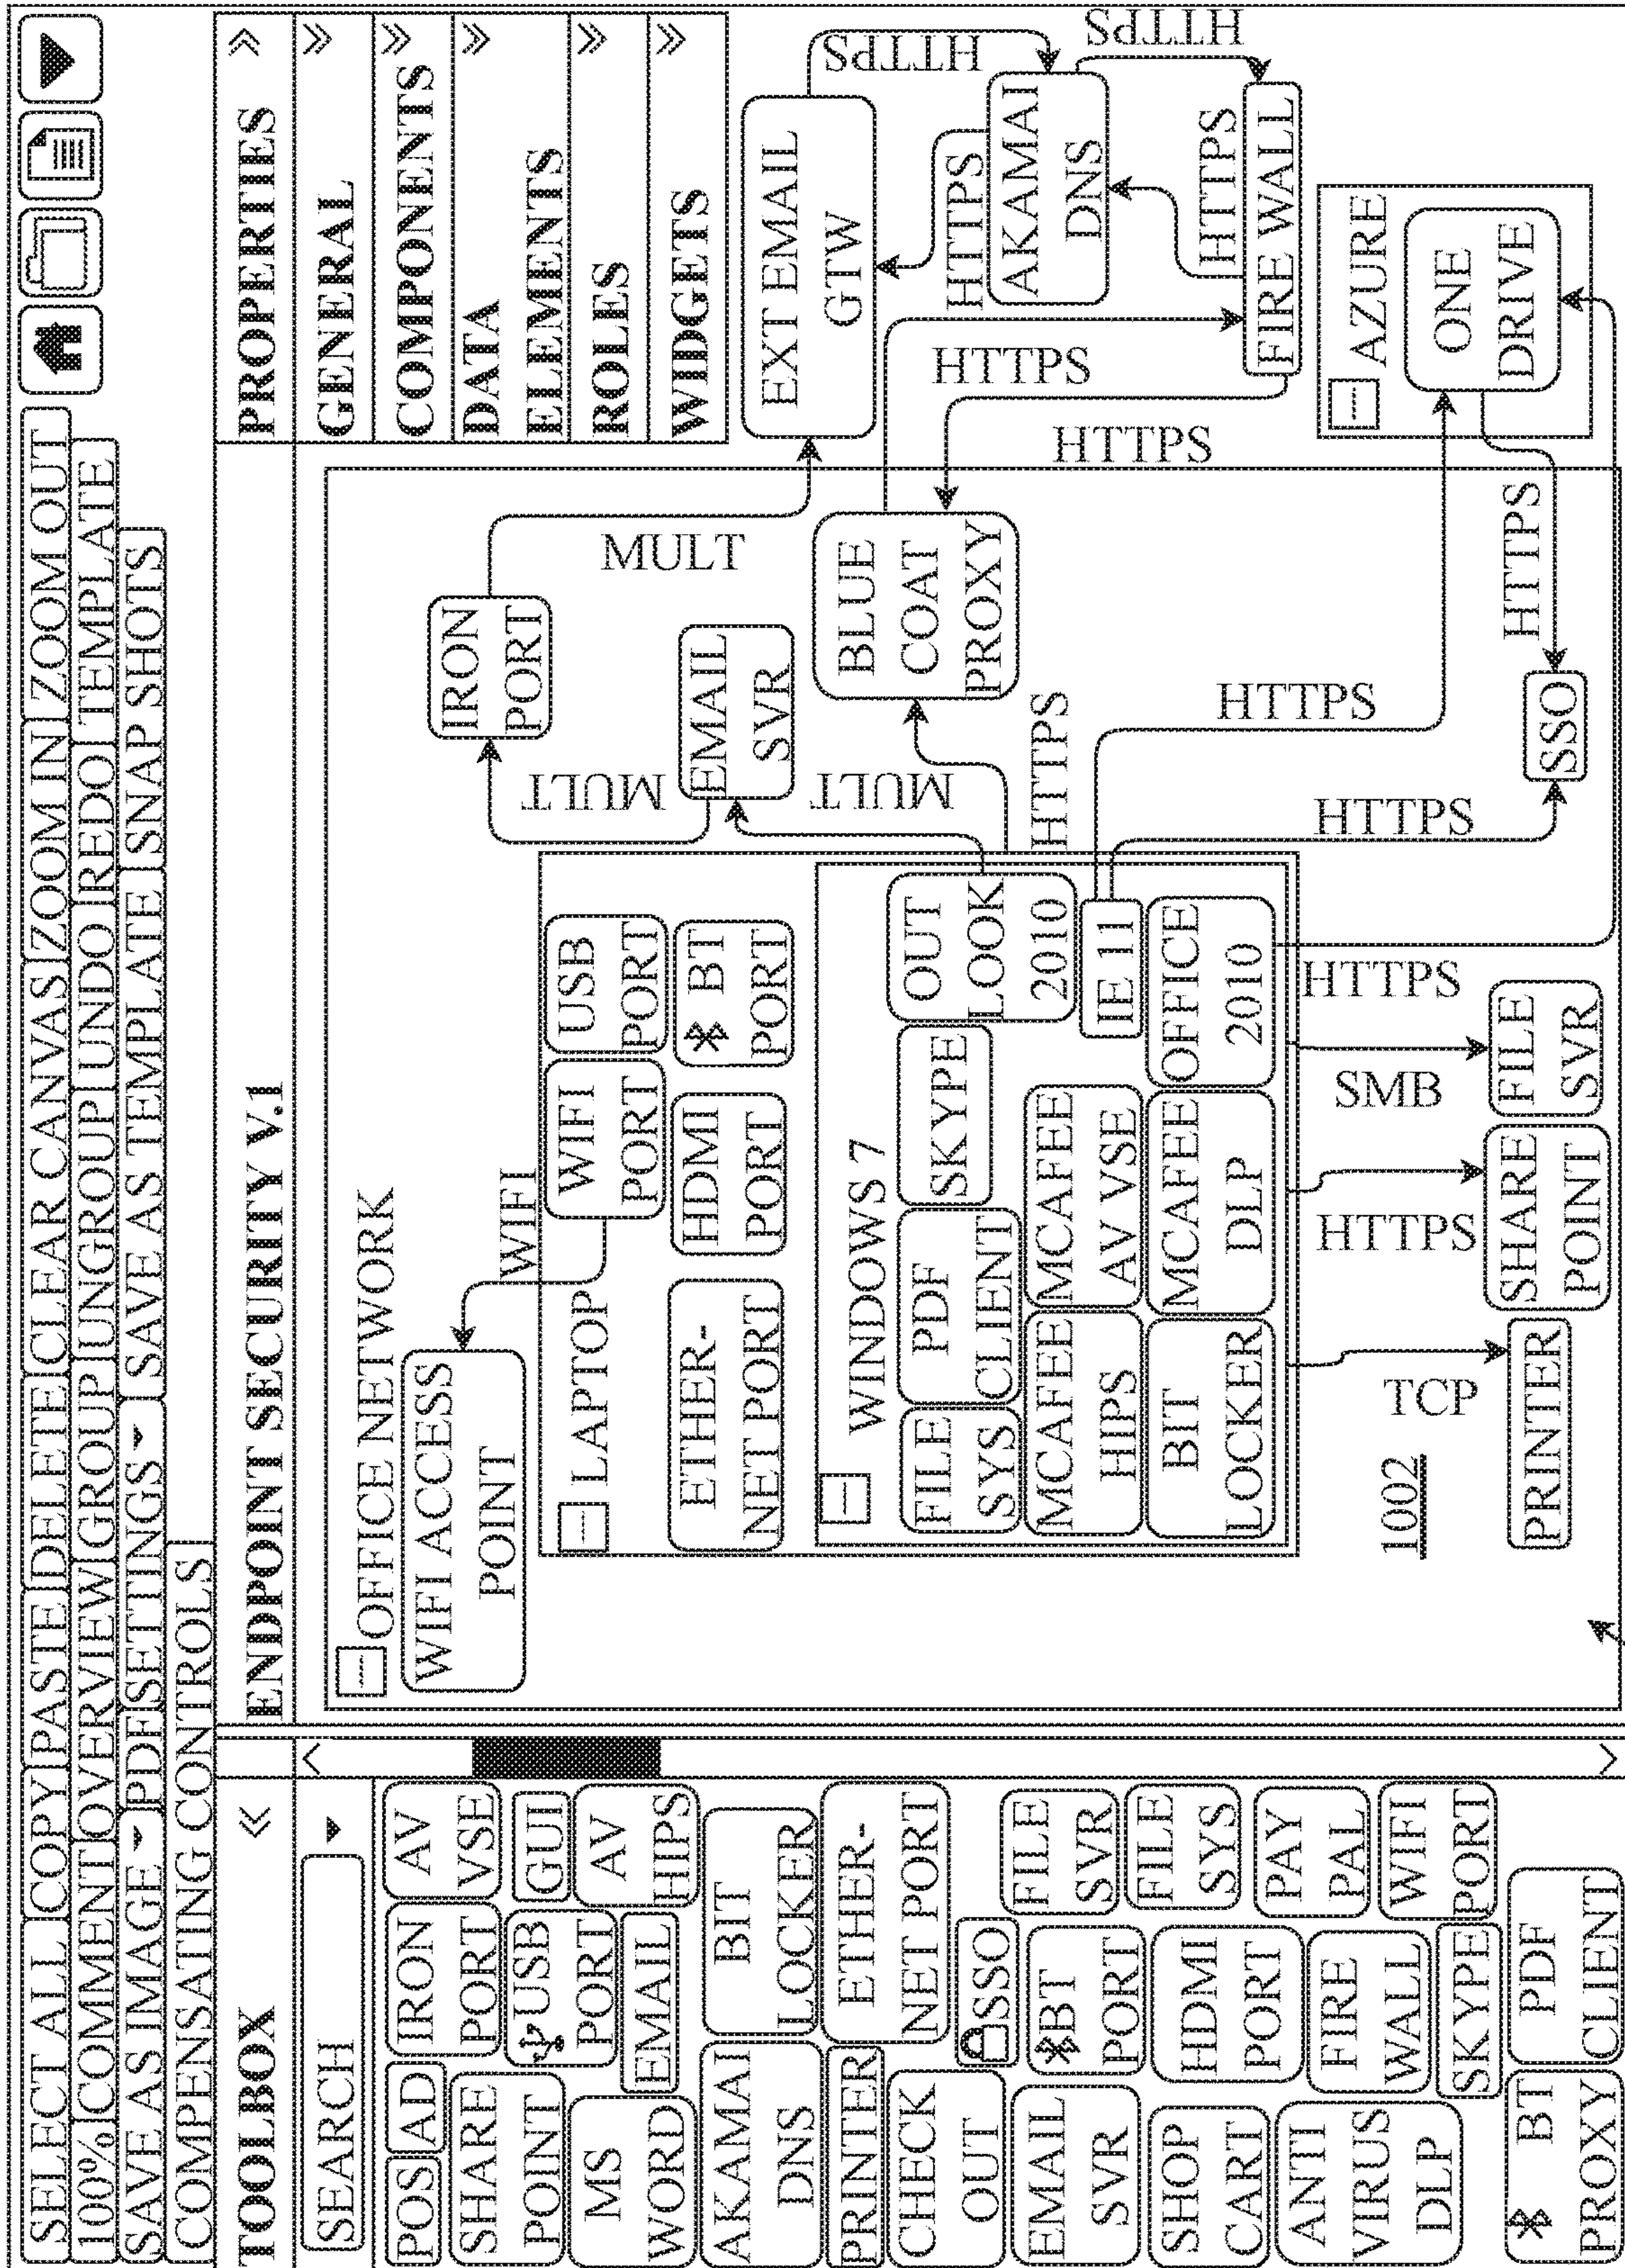 SELECT ALL COPY PASTE DELETE CLEAR CANVAS ZOOM IN ZOOM OUT
100% COMMENT OVERVIEW GROUP UNGROUP UNDO REDO TEMPLATE
SAVE AS IMAGE PDF SETTINGS SAVE AS TEMPLATE SNAP SHOTS
COMPENSATING CONTROLS
TOOLBOX
SEARCH
POS
AD
IRON
PORT
AV
VSE
SHARE
POINT
USB
PORT
GUI
MS
WORD
EMAIL
AV
HIPS
AKAMAI
DNS
BIT
LOCKER
PRINTER
ETHER-
NET PORT
CHECK
OUT
SSO
EMAIL
SVR
BT
PORT
FILE
SVR
SHOP
CART
HDMI
PORT
FILE
SYS
ANTI
VIRUS
DLP
FIRE
WALL
PAY
PAL
SKYPE
WIFI
PORT
BT
PROXY
PDF
CLIENT
ENDPOINT SECURITY V.1
OFFICE NETWORK
WIFI ACCESS
POINT
WIFI
LAPTOP
ETHER-
NET PORT
WIFI
PORT
USB
PORT
HDMI
PORT
BT
PORT
WINDOWS 7
FILE
SYS
PDF
CLIENT
SKYPE
OUT
LOOK
2010
MCAFEE
HIPS
MCAFEE
AV VSE
IE 11
BIT
LOCKER
MCAFEE
DLP
OFFICE
2010
1002
TCP
PRINTER
HTTPS
SHARE
POINT
SMB
FILE
SVR
HTTPS
IRON
PORT
MULT
MULT
EMAIL
SVR
MULT
BLUE
COAT
PROXY
HTTPS
HTTPS
HTTPS
HTTPS
SSO
HTTPS
HTTPS
PROPERTIES
GENERAL
COMPONENTS
DATA
ELEMENTS
ROLES
WIDGETS
EXT EMAIL
GTW
HTTPS
HTTPS
HTTPS
AKAMAI
DNS
HTTPS
HTTPS
FIRE WALL
AZURE
ONE
DRIVE